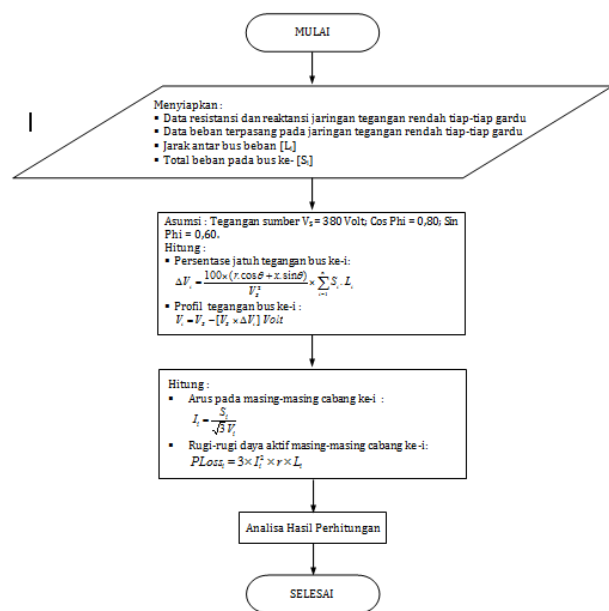 MULAI
Menyiapkan :
▪ Data resistansi dan reaktansi jaringan tegangan rendah tiap-tiap gardu
▪ Data beban terpasang pada jaringan tegangan rendah tiap-tiap gardu
▪ Jarak antar bus beban [Lᵢ]
▪ Total beban pada bus ke- [Sᵢ]
Asumsi : Tegangan sumber Vₛ = 380 Volt; Cos Phi = 0,80; Sin
Phi = 0,60.
Hitung :
▪ Persentase jatuh tegangan bus ke-i :
ΔVᵢ = 100×(r.cosθ + x.sinθ) / Vₛ² × ∑ Sᵢ . Lᵢ
▪ Profil tegangan bus ke-i :
Vᵢ = Vₛ − [Vₛ × ΔVᵢ] Volt
Hitung :
▪ Arus pada masing-masing cabang ke-i :
Iᵢ = Sᵢ / √3 Vᵢ
▪ Rugi-rugi daya aktif masing-masing cabang ke-i:
PLossᵢ = 3 × Iᵢ² × r × Lᵢ
Analisa Hasil Perhitungan
SELESAI